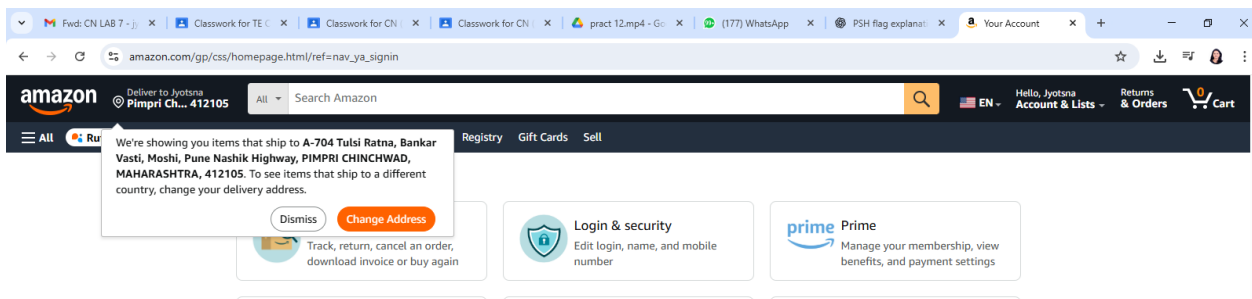 Fwd: CN LAB 7 - jy
Classwork for TE C
Classwork for CN
Classwork for CN
pract 12.mp4 - Go
(177) WhatsApp
PSH flag explanati
Your Account
amazon.com/gp/css/homepage.html/ref=nav_ya_signin
amazon
Deliver to Jyotsna
Pimpri Ch... 412105
All
Search Amazon
EN
Hello, Jyotsna
Account & Lists
Returns
& Orders
0
Cart
All
Ru
Registry
Gift Cards
Sell
We're showing you items that ship to A-704 Tulsi Ratna, Bankar
Vasti, Moshi, Pune Nashik Highway, PIMPRI CHINCHWAD,
MAHARASHTRA, 412105. To see items that ship to a different
country, change your delivery address.
Dismiss
Change Address
Track, return, cancel an order,
download invoice or buy again
Login & security
Edit login, name, and mobile
number
prime
Prime
Manage your membership, view
benefits, and payment settings